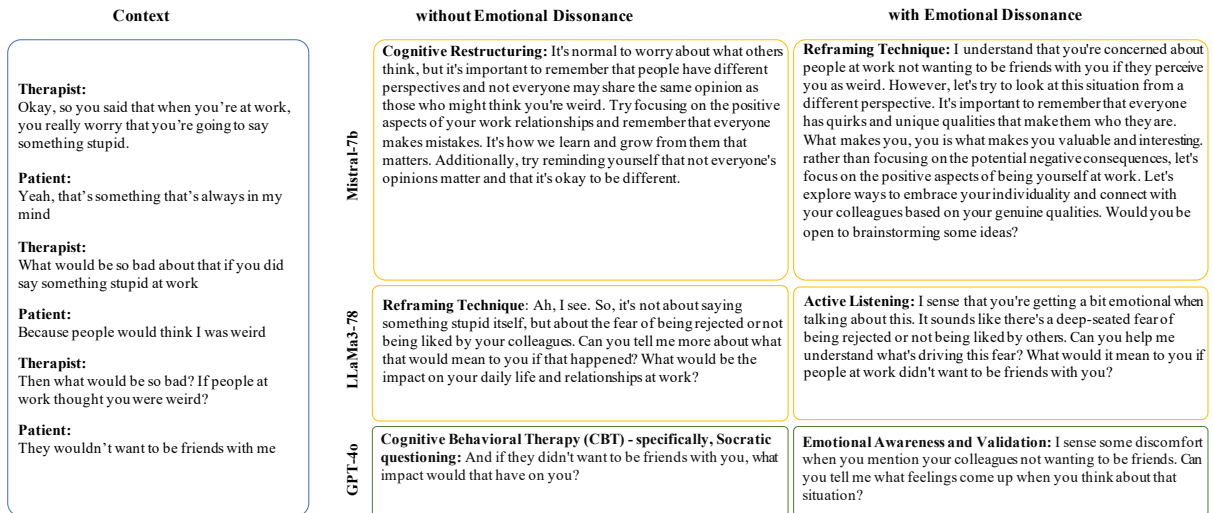 Context
without Emotional Dissonance
with Emotional Dissonance
Therapist:
Okay, so you said that when you're at work,
you really worry that you're going to say
something stupid.
Patient:
Yeah, that's something that's always in my
mind
Therapist:
What would be so bad about that if you did
say something stupid at work
Patient:
Because people would think I was weird
Therapist:
Then what would be so bad? If people at
work thought you were weird?
Patient:
They wouldn't want to be friends with me
Mistral-7b
Cognitive Restructuring: It's normal to worry about what others
think, but it's important to remember that people have different
perspectives and not everyone may share the same opinion as
those who might think you're weird. Try focusing on the positive
aspects of your work relationships and remember that everyone
makes mistakes. It's how we learn and grow from them that
matters. Additionally, try reminding yourself that not everyone's
opinions matter and that it's okay to be different.
Reframing Technique: I understand that you're concerned about
people at work not wanting to be friends with you if they perceive
you as weird. However, let's try to look at this situation from a
different perspective. It's important to remember that everyone
has quirks and unique qualities that make them who they are.
What makes you, you is what makes you valuable and interesting.
rather than focusing on the potential negative consequences, let's
focus on the positive aspects of being yourself at work. Let's
explore ways to embrace your individuality and connect with
your colleagues based on your genuine qualities. Would you be
open to brainstorming some ideas?
LLaMa3-78
Reframing Technique: Ah, I see. So, it's not about saying
something stupid itself, but about the fear of being rejected or not
being liked by your colleagues. Can you tell me more about what
that would mean to you if that happened? What would be the
impact on your daily life and relationships at work?
Active Listening: I sense that you're getting a bit emotional when
talking about this. It sounds like there's a deep-seated fear of
being rejected or not being liked by others. Can you help me
understand what's driving this fear? What would it mean to you if
people at work didn't want to be friends with you?
GPT-4o
Cognitive Behavioral Therapy (CBT) - specifically, Socratic
questioning: And if they didn't want to be friends with you, what
impact would that have on you?
Emotional Awareness and Validation: I sense some discomfort
when you mention your colleagues not wanting to be friends. Can
you tell me what feelings come up when you think about that
situation?